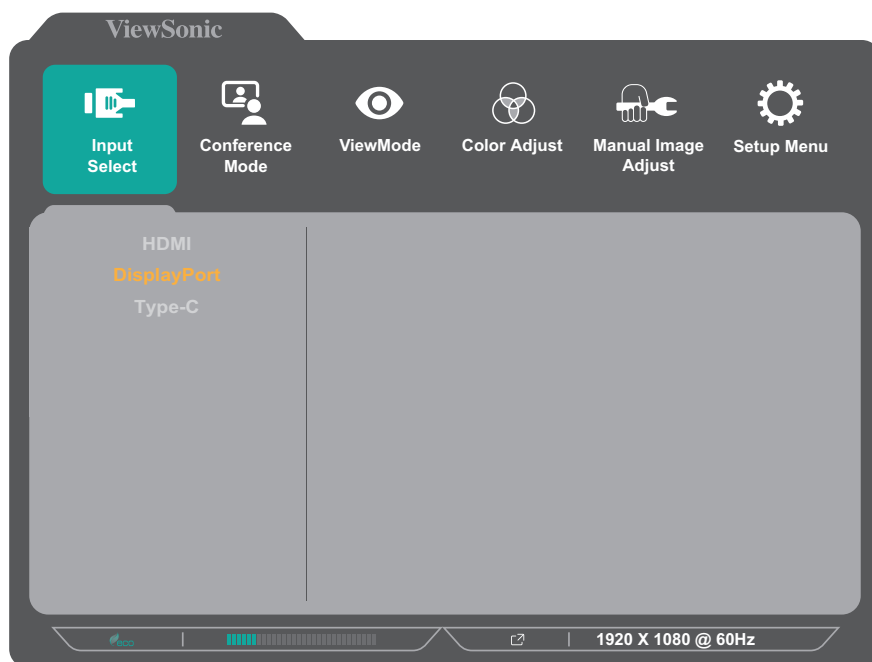 ViewSonic
Input
Select
Conference
Mode
ViewMode
Color Adjust
Manual Image
Adjust
Setup Menu
HDMI
DisplayPort
Type-C
eco
1920 X 1080 @ 60Hz